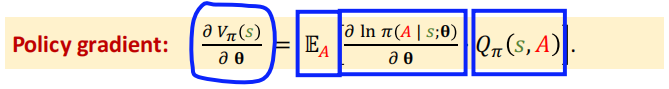 Policy gradient: ∂ V_π(s) / ∂ θ = 𝔼_A [ ∂ ln π(A | s;θ) / ∂ θ · Q_π(s, A) ] .